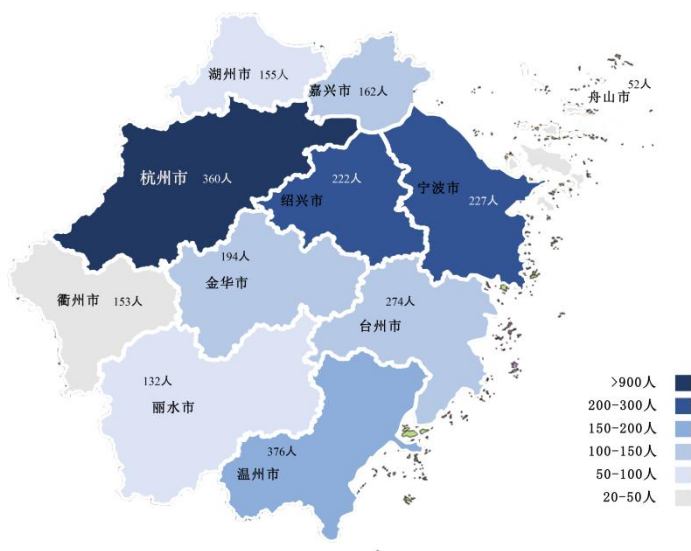 湖州市 155人
嘉兴市 162人
52人
舟山市
杭州市 360人
222人
绍兴市
宁波市
227人
194人
金华市
衢州市 153人
274人
台州市
132人
丽水市
376人
温州市
>900人
200-300人
150-200人
100-150人
50-100人
20-50人